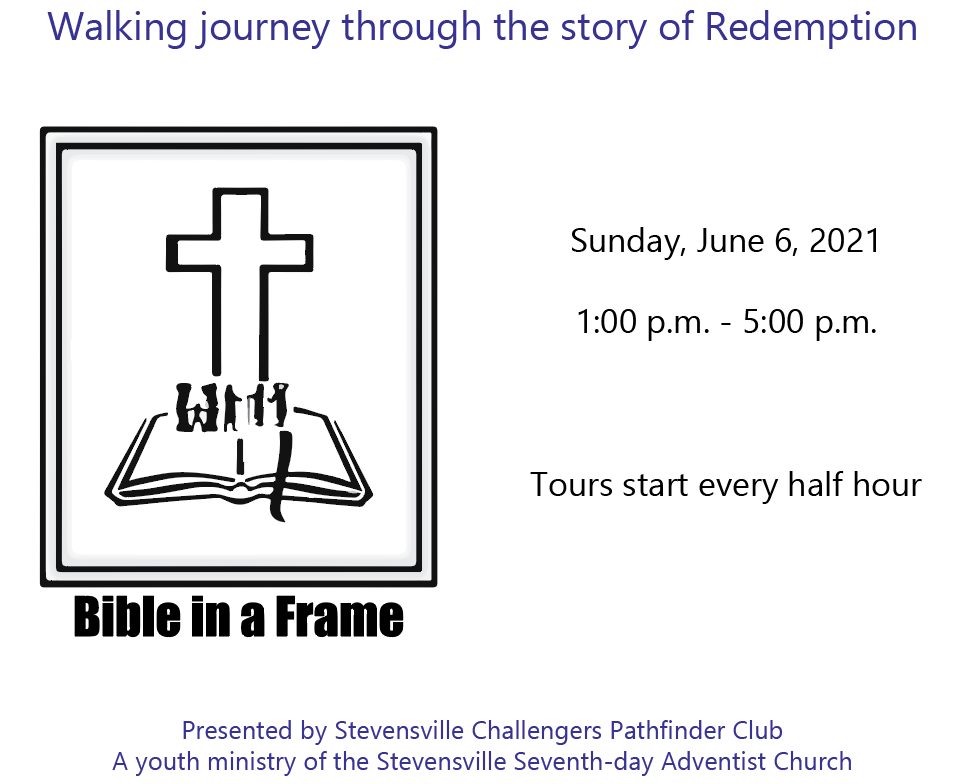 Walking journey through the story of Redemption
Sunday, June 6, 2021
1:00 p.m. - 5:00 p.m.
Tours start every half hour
Bible in a Frame
Presented by Stevensville Challengers Pathfinder Club
A youth ministry of the Stevensville Seventh-day Adventist Church